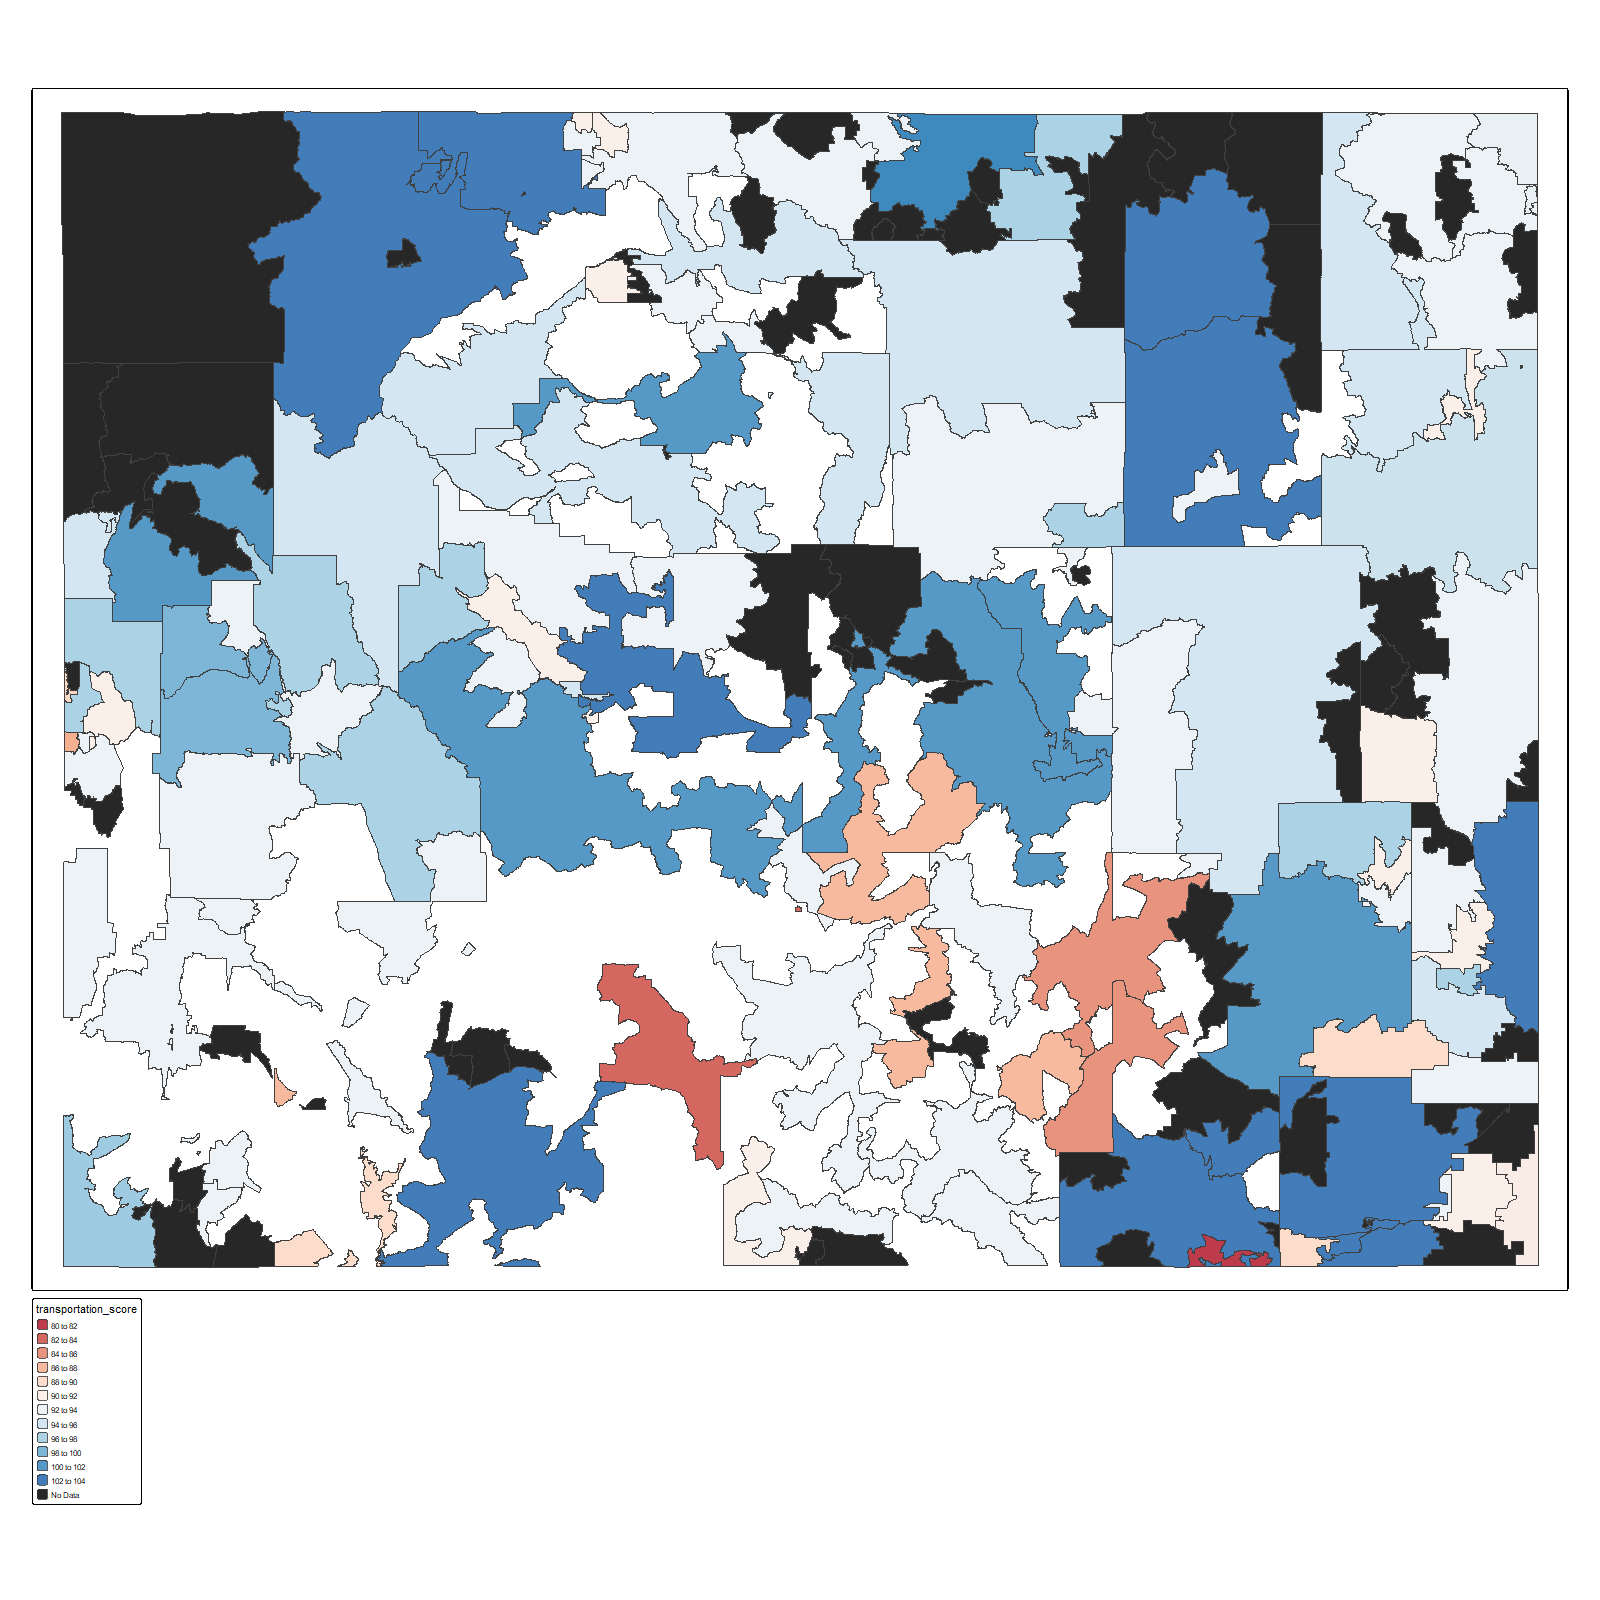 transportation_score
80 to 82
82 to 84
84 to 86
86 to 88
88 to 90
90 to 92
92 to 94
94 to 96
96 to 98
98 to 100
100 to 102
102 to 104
No Data